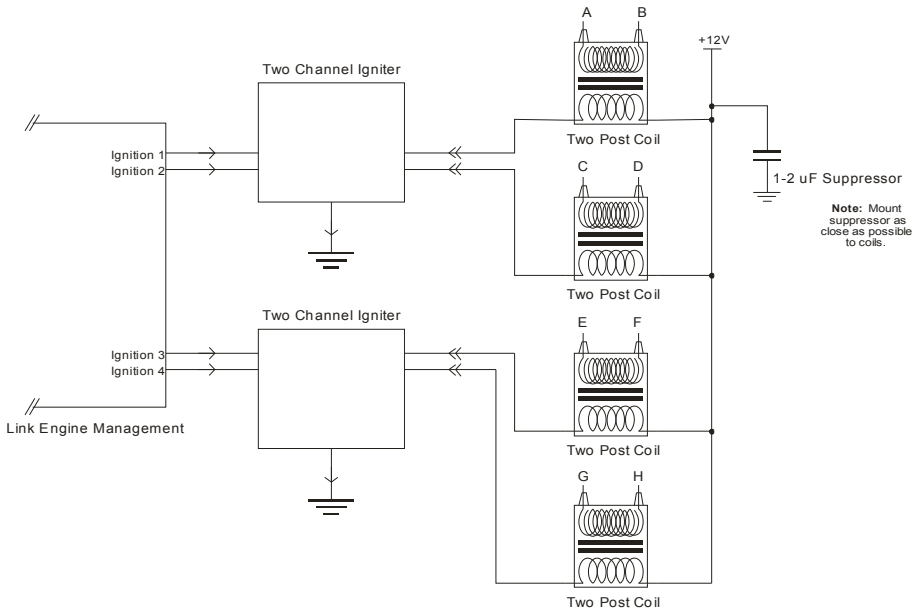 A B
+12V
Two Channel Igniter
Two Post Coil
Ignition 1
Ignition 2
C D
1-2 uF Suppressor
Note: Mount
suppressor as
close as possible
to coils.
Two Post Coil
Two Channel Igniter
E F
Ignition 3
Ignition 4
Link Engine Management
Two Post Coil
G H
Two Post Coil